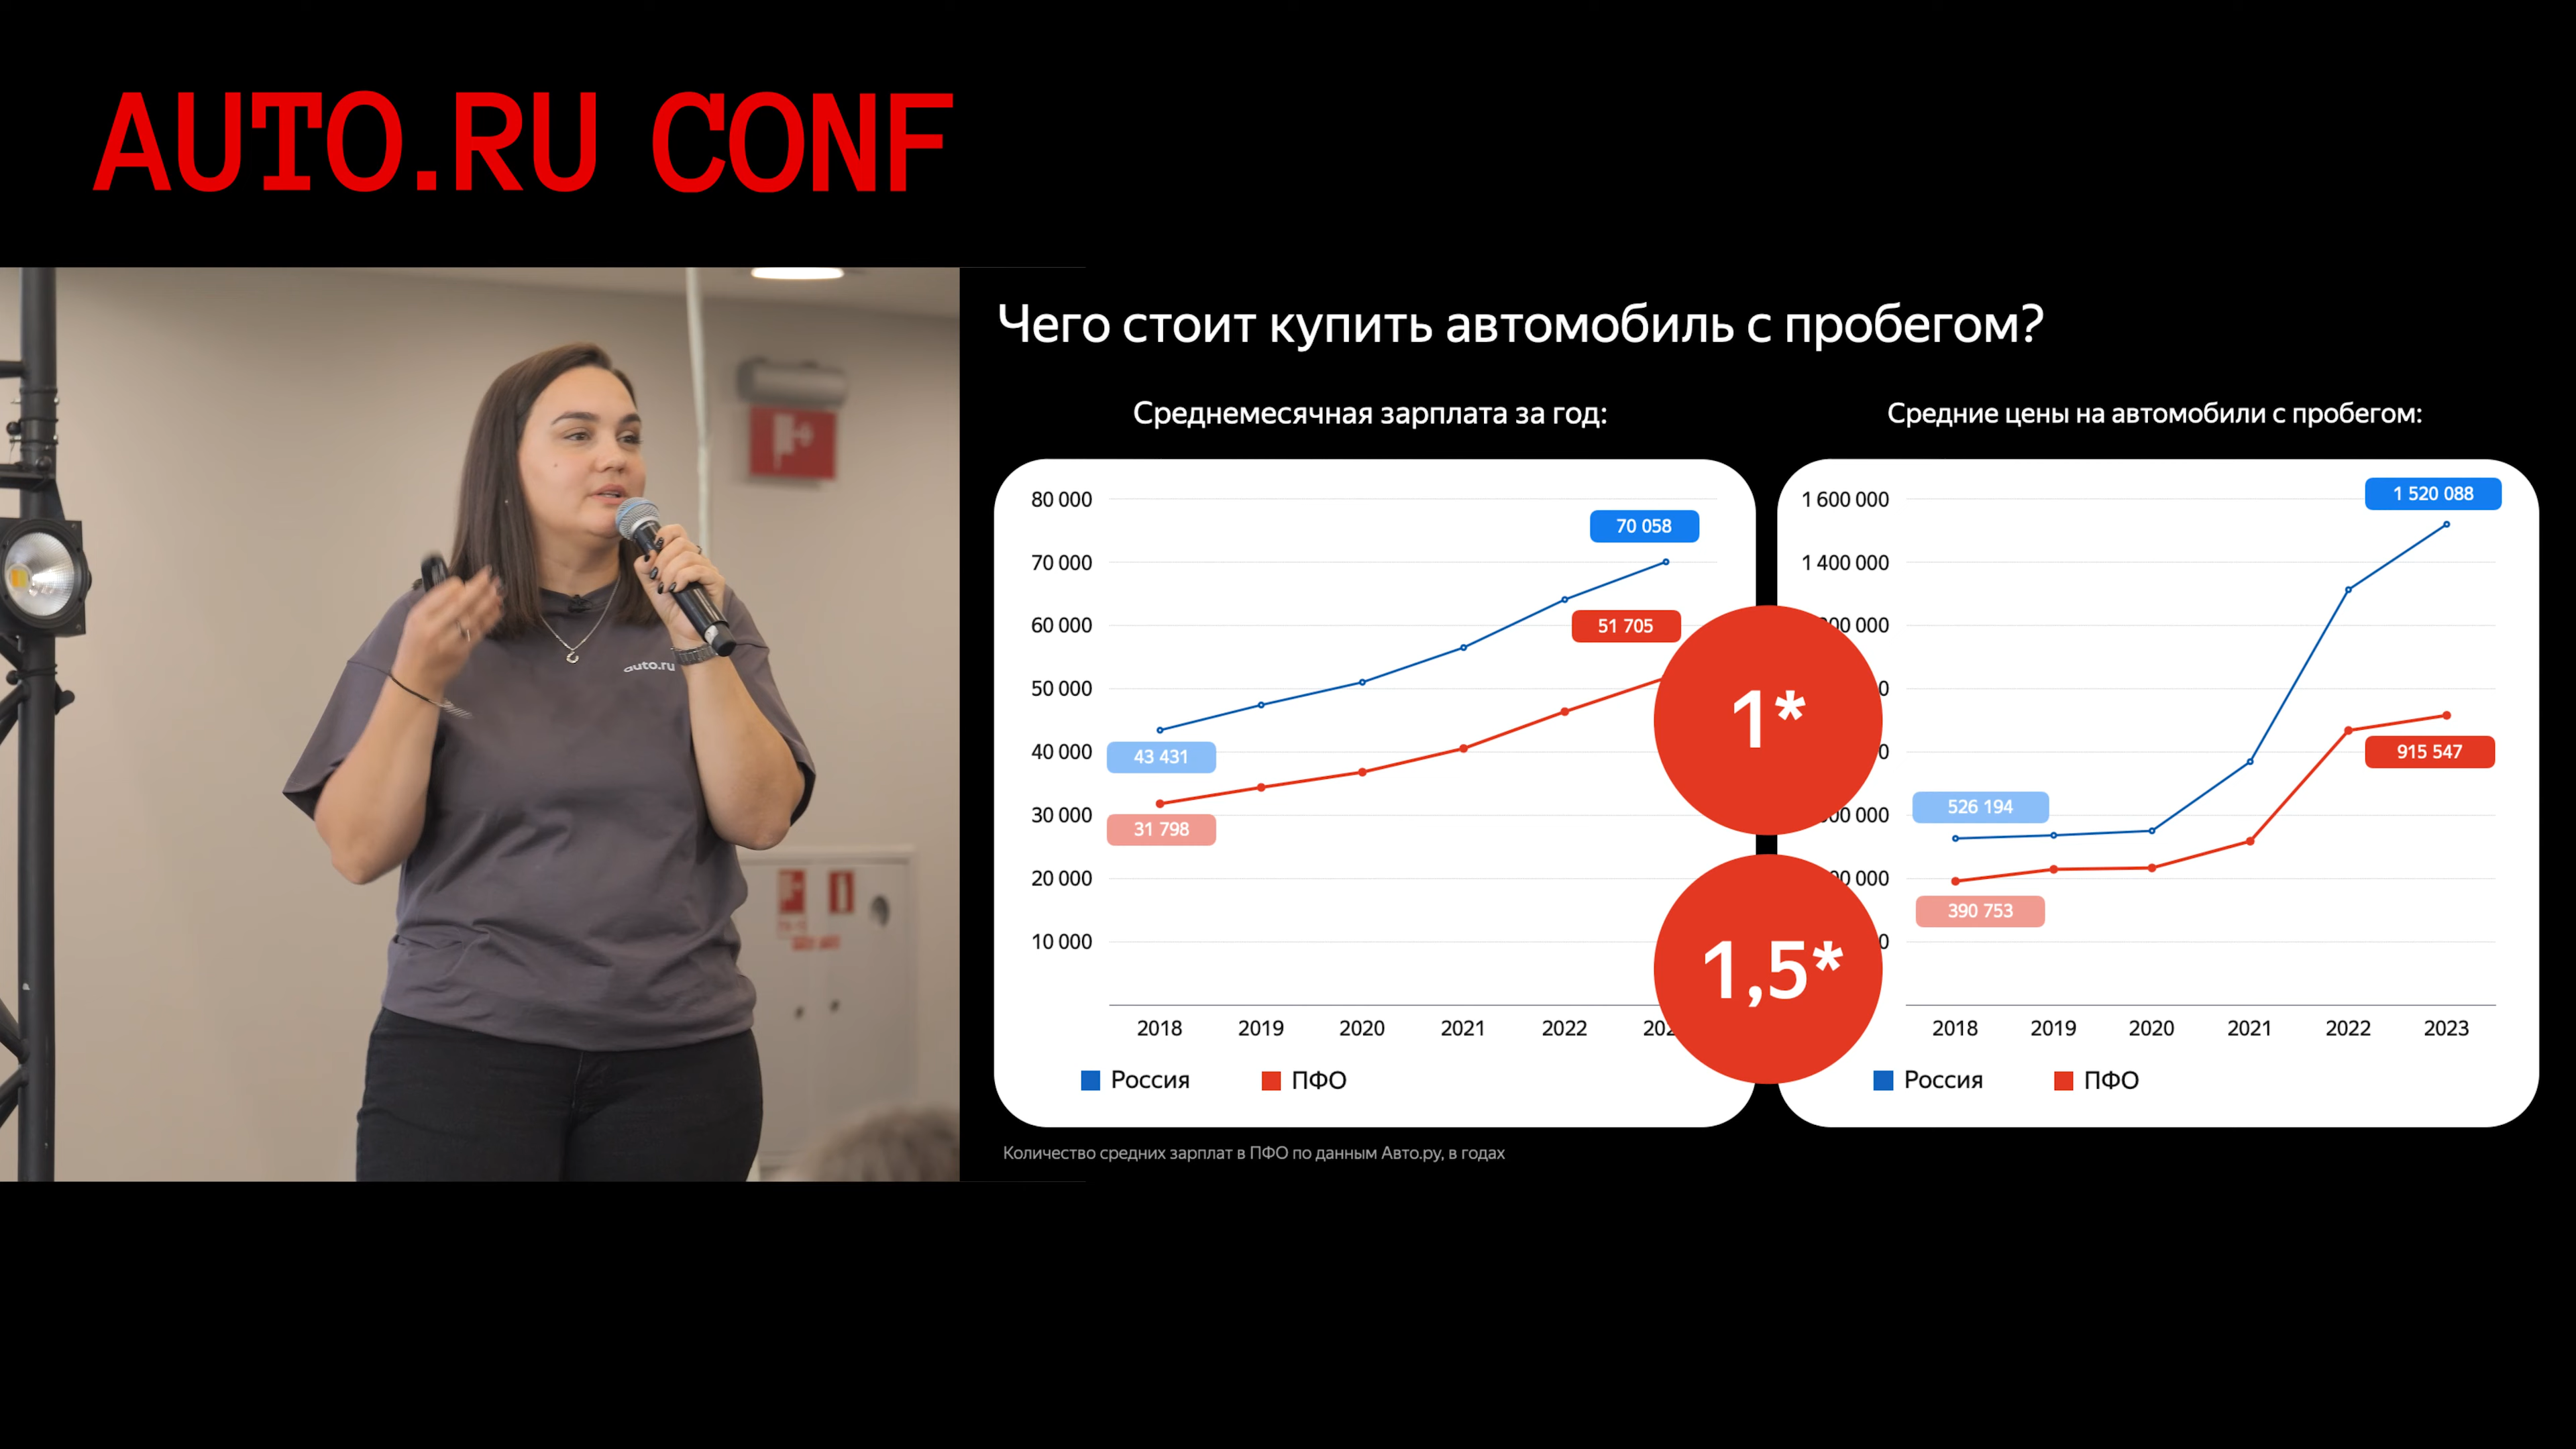 AUTO.RU CONF
auto.ru
Чего стоит купить автомобиль с пробегом?
Среднемесячная зарплата за год:
80 000
70 000
60 000
50 000
40 000
30 000
20 000
10 000
70 058
51 705
43 431
31 798
2018 2019 2020 2021 2022
Россия ПФО
1*
1,5*
Средние цены на автомобили с пробегом:
1 600 000
1 400 000
1 520 088
915 547
526 194
390 753
2018 2019 2020 2021 2022 2023
Россия ПФО
Количество средних зарплат в ПФО по данным Авто.ру, в годах